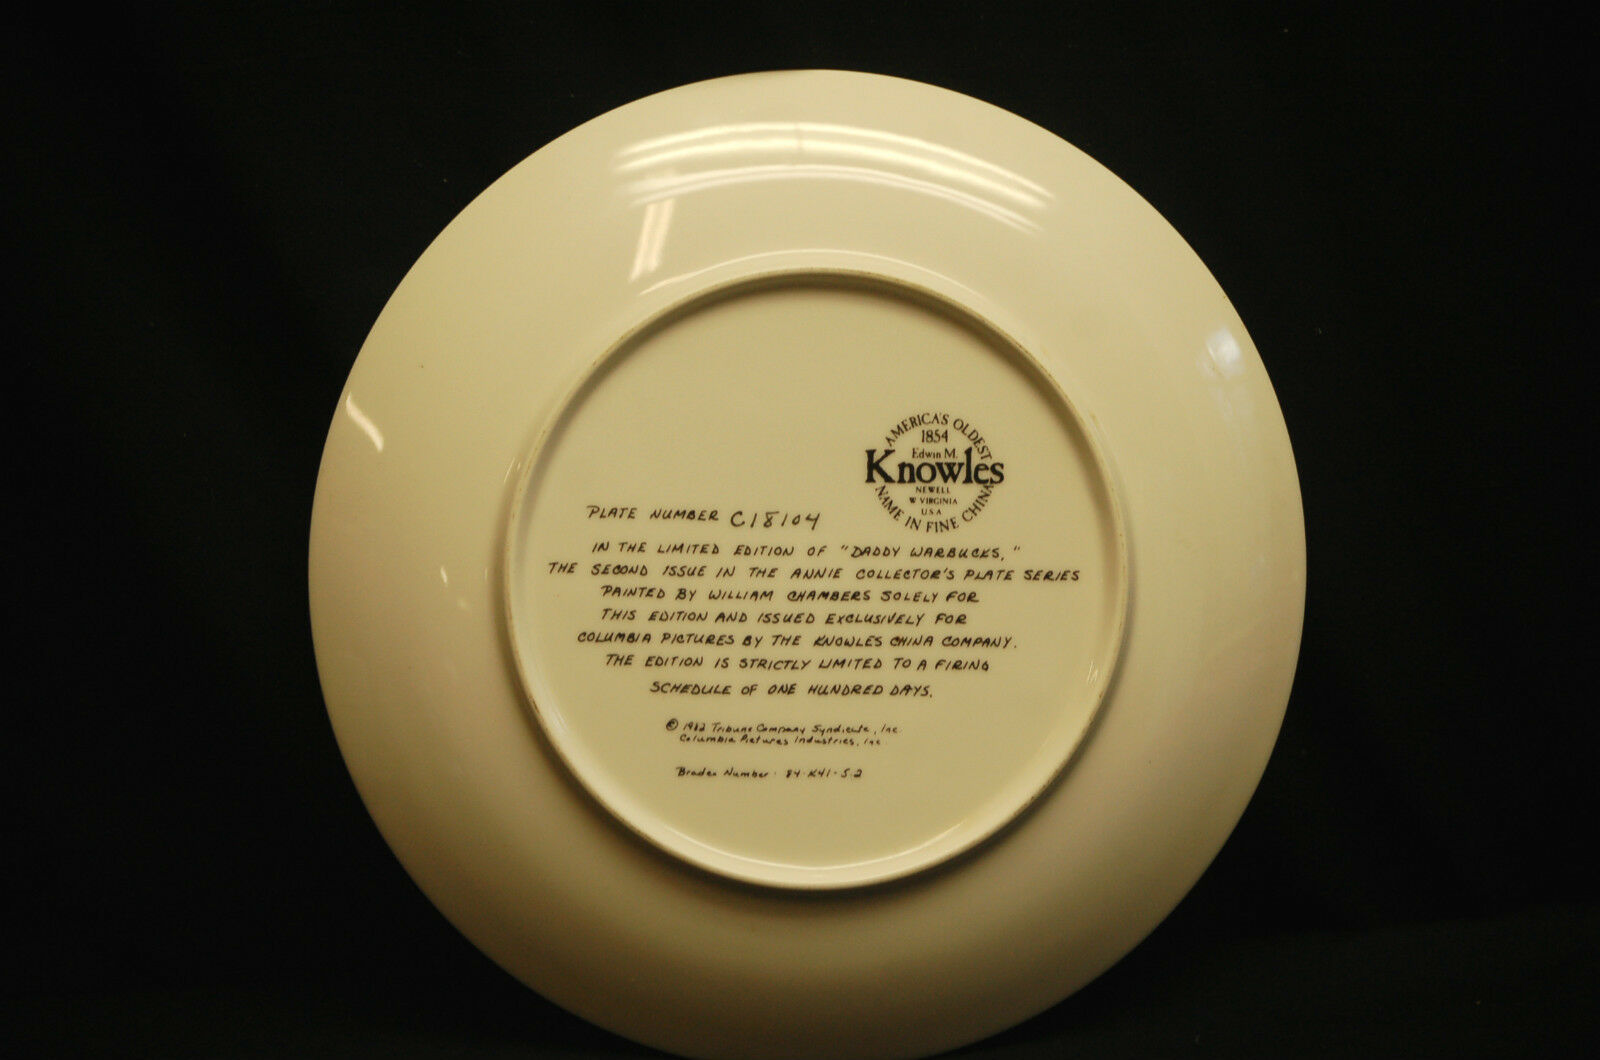 AMERICA'S OLDEST
1854
Edwin M.
Knowles
NEWELL
W VIRGINIA
U.S.A
NAME IN FINE CHINA
PLATE NUMBER C18104
IN THE LIMITED EDITION OF "DADDY WARBUCKS,"
THE SECOND ISSUE IN THE ANNIE COLLECTOR'S PLATE SERIES
PAINTED BY WILLIAM CHAMBERS SOLELY FOR
THIS EDITION AND ISSUED EXCLUSIVELY FOR
COLUMBIA PICTURES BY THE KNOWLES CHINA COMPANY.
THE EDITION IS STRICTLY LIMITED TO A FIRING
SCHEDULE OF ONE HUNDRED DAYS.
© 1982 Tribune Company Syndicate, Inc.
Columbia Pictures Industries, Inc.
Bradex Number · 84-K41-5.2